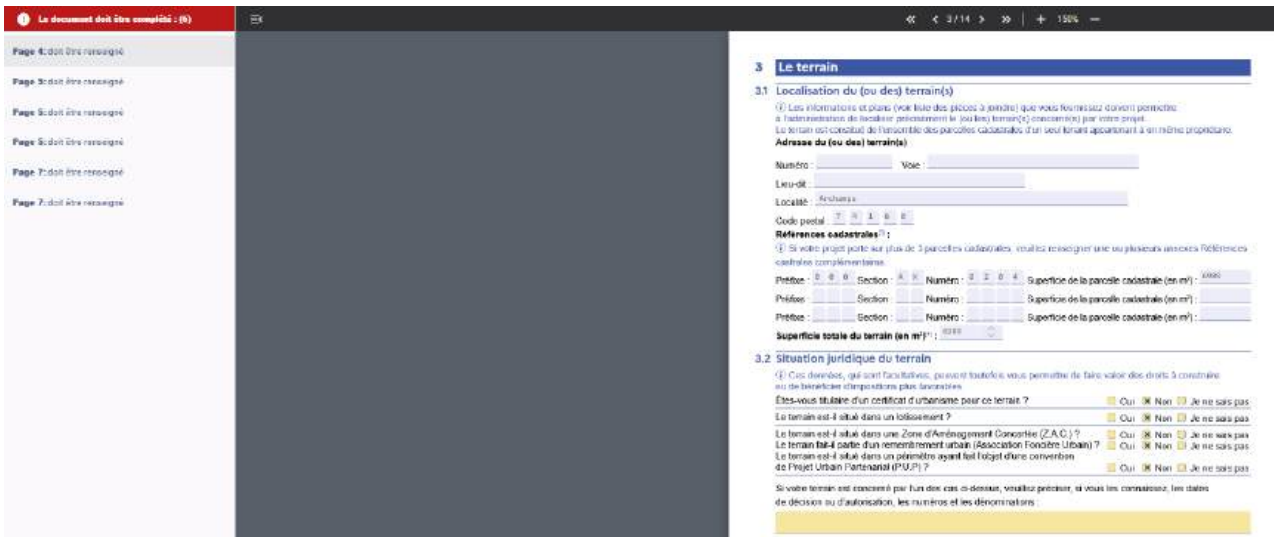 Le document doit être complété : (6)
3 / 14
150%
Page 4: doit être renseigné
Page 3: doit être renseigné
Page 5: doit être renseigné
Page 5: doit être renseigné
Page 7: doit être renseigné
Page 7: doit être renseigné
3 Le terrain
3.1 Localisation du (ou des) terrain(s)
Les informations et plans (voir liste des pièces à joindre) que vous fournissez doivent permettre
à l'administration de localiser précisément le (ou les) terrain(s) concerné(s) par votre projet.
Le terrain est constitué de l'ensemble des parcelles cadastrales d'un seul tenant appartenant à un même propriétaire.
Adresse du (ou des) terrain(s)
Numéro : Voie :
Lieu-dit :
Localité :
Code postal :
Références cadastrales :
Si votre projet porte sur plus de 3 parcelles cadastrales, veuillez renseigner une ou plusieurs annexes Références
castrales complémentaires.
Préfixe : 0 0 0 Section : A K Numéro : 0 2 0 4 Superficie de la parcelle cadastrale (en m²) :
Préfixe : Section : Numéro : Superficie de la parcelle cadastrale (en m²) :
Préfixe : Section : Numéro : Superficie de la parcelle cadastrale (en m²) :
Superficie totale du terrain (en m²) :
3.2 Situation juridique du terrain
Ces données, qui sont facultatives, peuvent toutefois vous permettre de faire valoir des droits à construire
ou de bénéficier d'impositions plus favorables
Êtes-vous titulaire d'un certificat d'urbanisme pour ce terrain ? Oui Non Je ne sais pas
Le terrain est-il situé dans un lotissement ? Oui Non Je ne sais pas
Le terrain est-il situé dans une Zone d'Aménagement Concertée (Z.A.C.) ? Oui Non Je ne sais pas
Le terrain fait-il partie d'un remembrement urbain (Association Foncière Urbain) ? Oui Non Je ne sais pas
Le terrain est-il situé dans un périmètre ayant fait l'objet d'une convention
de Projet Urbain Partenarial (P.U.P) ? Oui Non Je ne sais pas
Si votre terrain est concerné par l'un des cas ci-dessus, veuillez préciser, si vous les connaissez, les dates
de décision ou d'autorisation, les numéros et les dénominations :